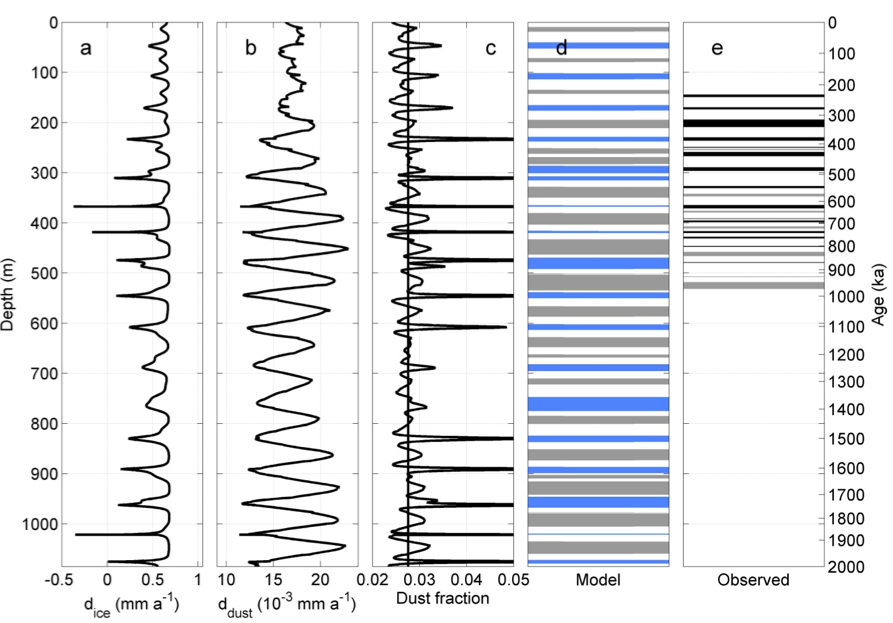 a
b
c
d
e
0
100
200
300
400
500
600
700
800
900
1000
Depth (m)
0
100
200
300
400
500
600
700
800
900
1000
1100
1200
1300
1400
1500
1600
1700
1800
1900
2000
Age (ka)
-0.5 0 0.5 1
10 15 20
0.02 0.03 0.04 0.05
d_ice (mm a⁻¹)
d_dust (10⁻³ mm a⁻¹)
Dust fraction
Model
Observed